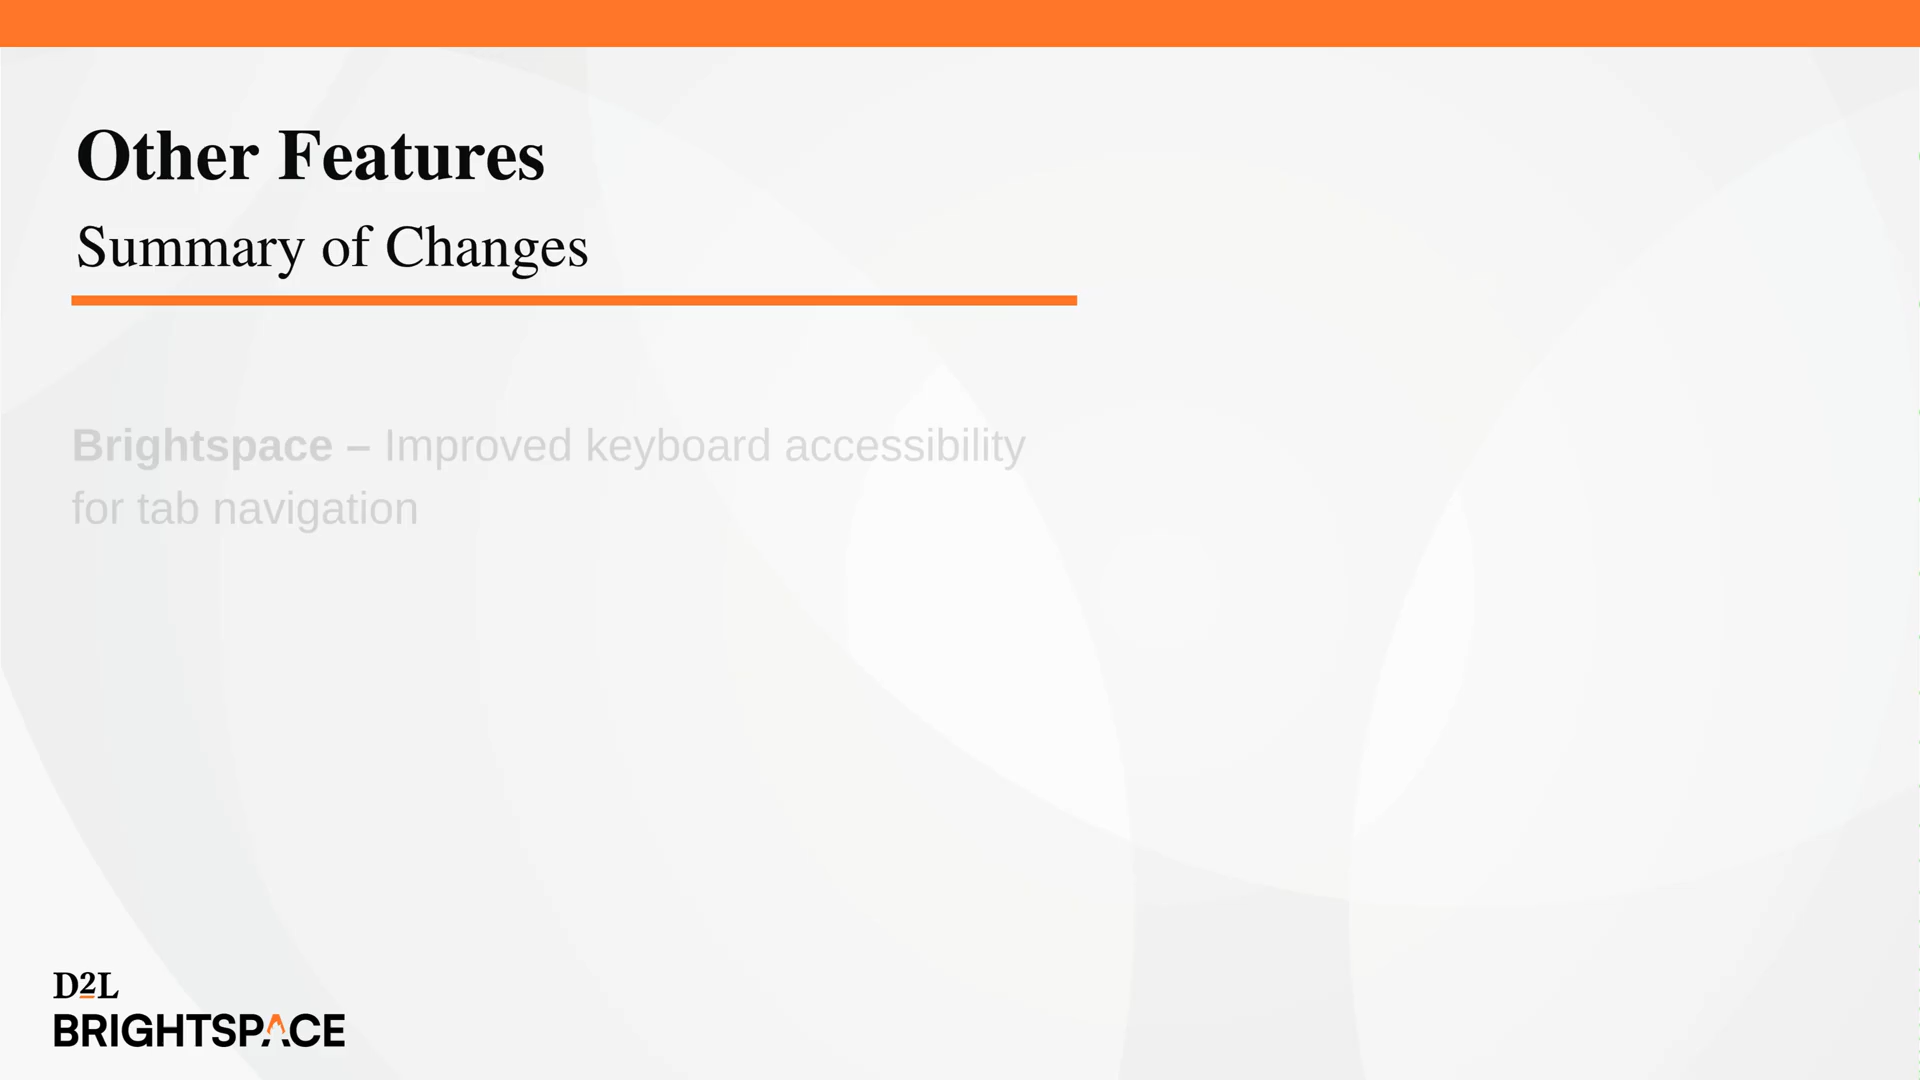 Other Features
Summary of Changes
Brightspace – Improved keyboard accessibility
for tab navigation
D2L
BRIGHTSPACE